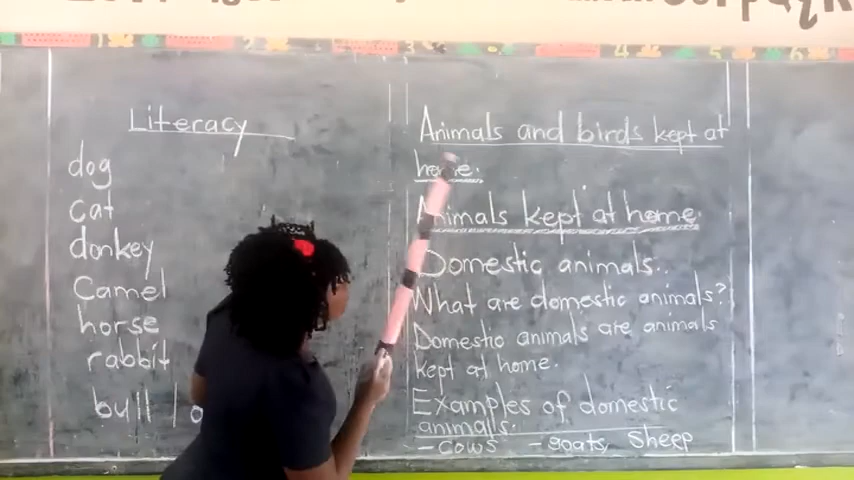 Literacy
dog
cat
donkey
Camel
horse
rabbit
bull
Animals and birds kept at
home.
Animals kept at home.
Domestic animals.
What are domestic animals?
Domestic animals are animals
kept at home.
Examples of domestic
animals.
- cows - goats, Sheep